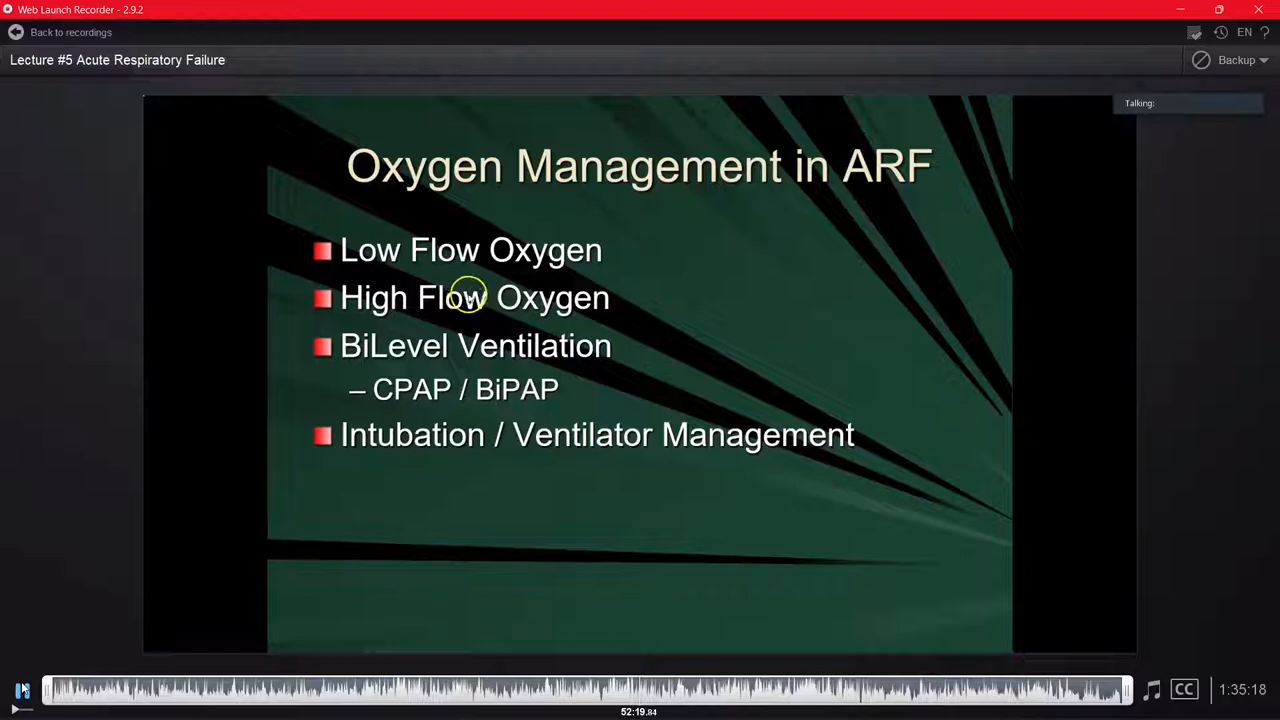 Web Launch Recorder - 2.9.2
Back to recordings
EN ?
Lecture #5 Acute Respiratory Failure
Backup
Talking:
Oxygen Management in ARF
Low Flow Oxygen
High Flow Oxygen
BiLevel Ventilation
– CPAP / BiPAP
Intubation / Ventilator Management
CC
1:35:18
52:19.84